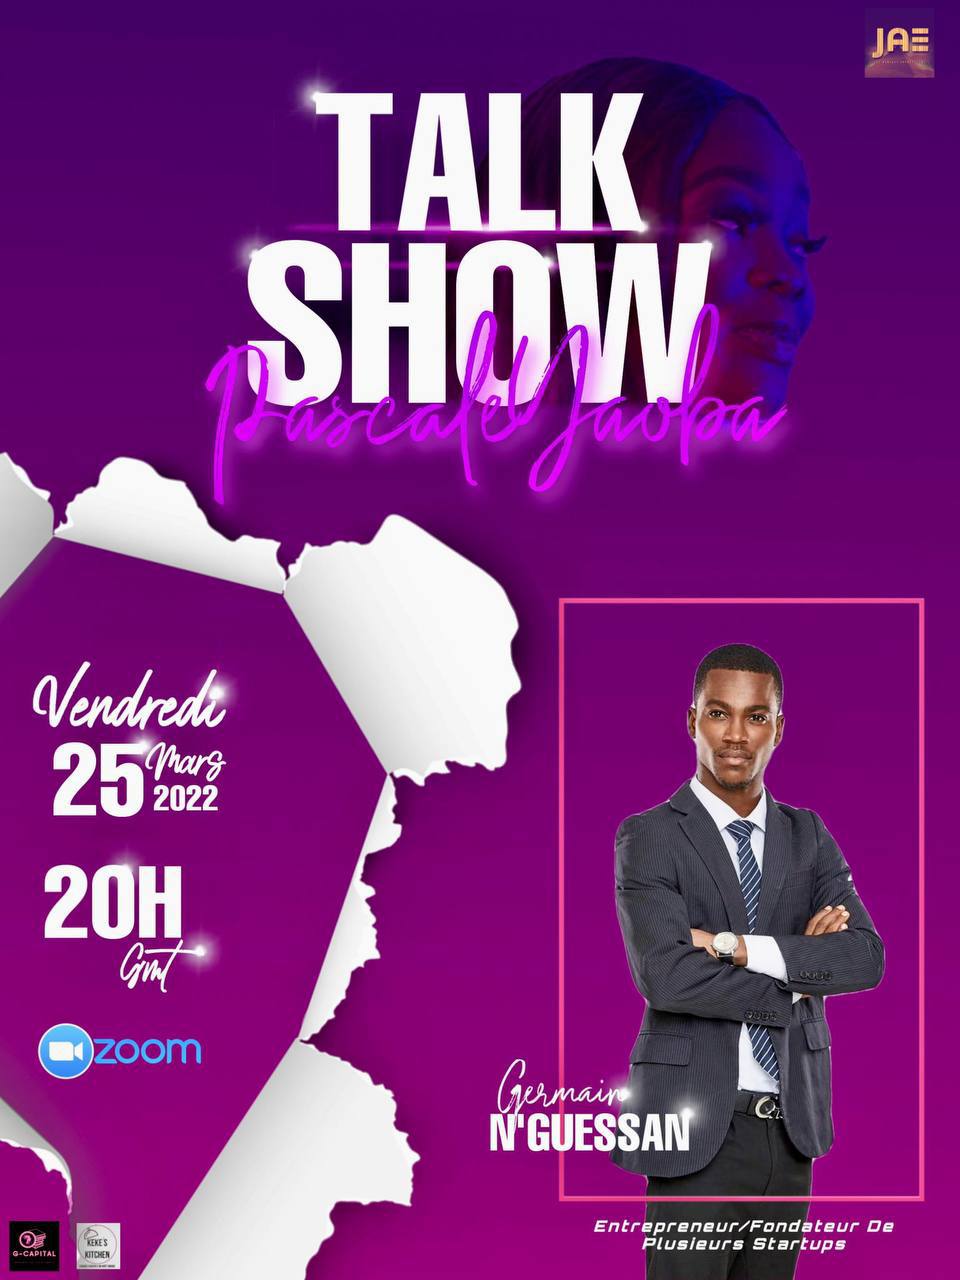 JAE
TALK
SHOW
Pascale Yaoba
Vendredi
25 Mars
2022
20H
Gmt
zoom
Germain
N'GUESSAN
Entrepreneur/Fondateur De
Plusieurs Startups
G-CAPITAL
KEKE'S
KITCHEN